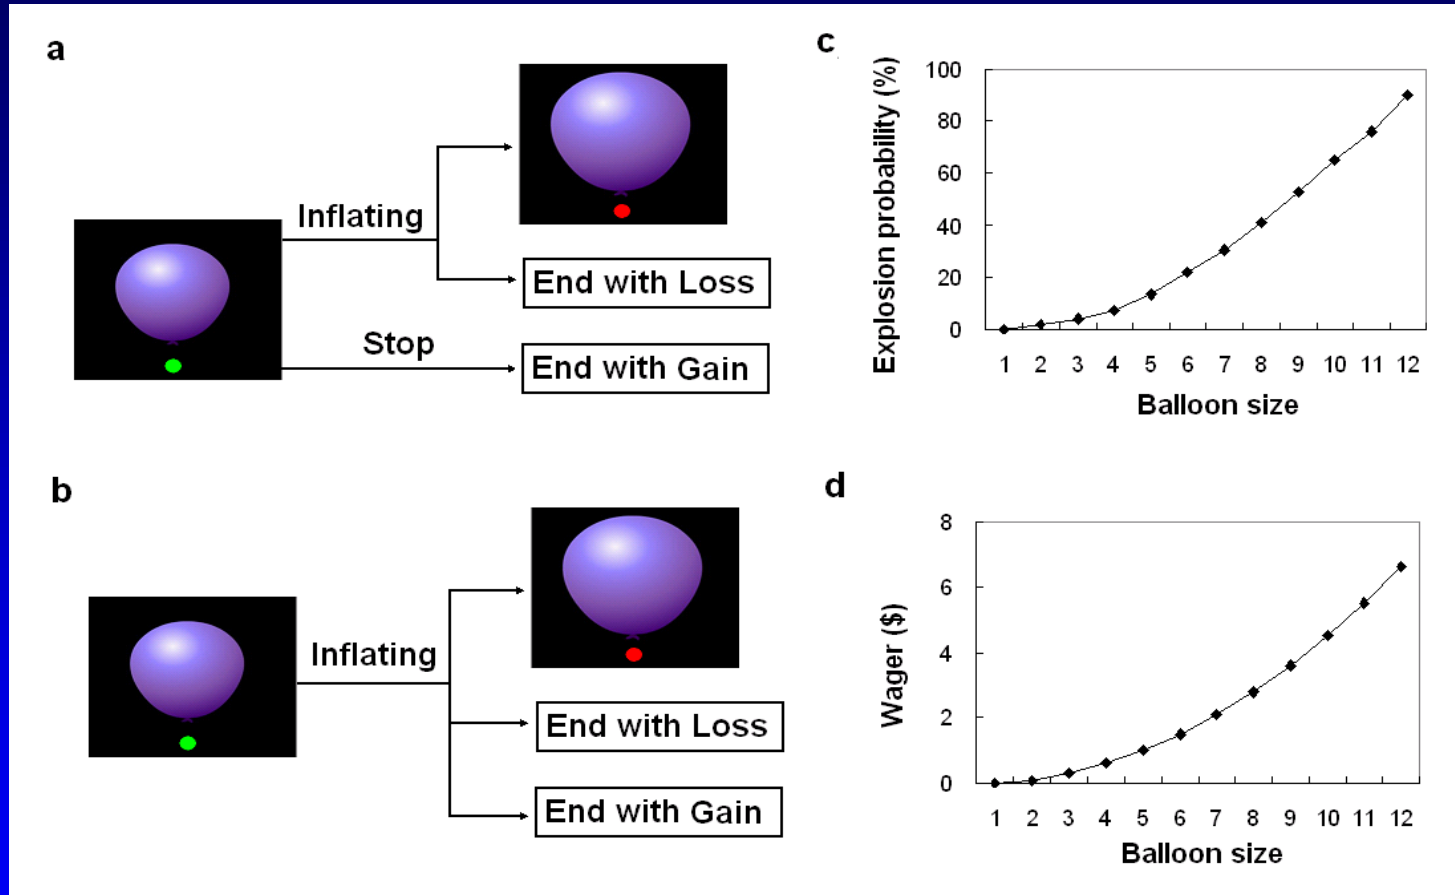 a
Inflating
End with Loss
Stop
End with Gain
b
Inflating
End with Loss
End with Gain
c
Explosion probability (%)
100
80
60
40
20
0
1 2 3 4 5 6 7 8 9 10 11 12
Balloon size
d
Wager ($)
8
6
4
2
0
1 2 3 4 5 6 7 8 9 10 11 12
Balloon size